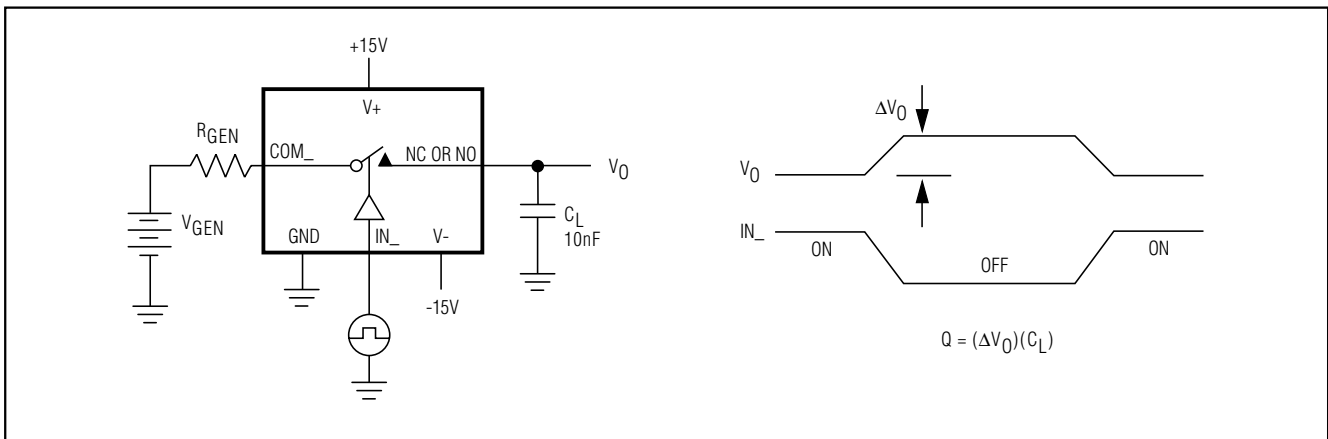 +15V
V+
RGEN
COM_
NC OR NO
VO
VGEN
CL
10nF
GND
IN_
V-
-15V
ΔVO
VO
IN_
ON
OFF
ON
Q = (ΔVO)(CL)